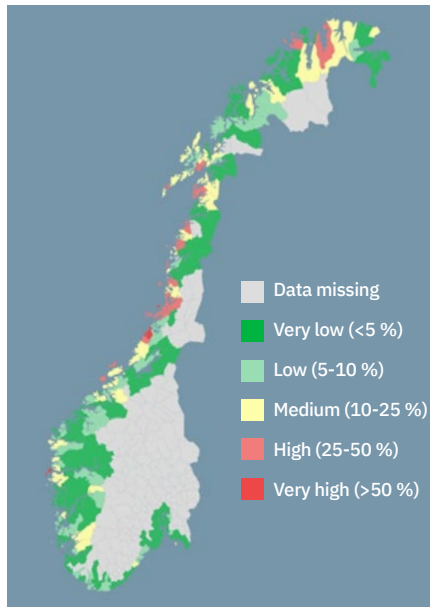 Data missing
Very low (<5 %)
Low (5-10 %)
Medium (10-25 %)
High (25-50 %)
Very high (>50 %)